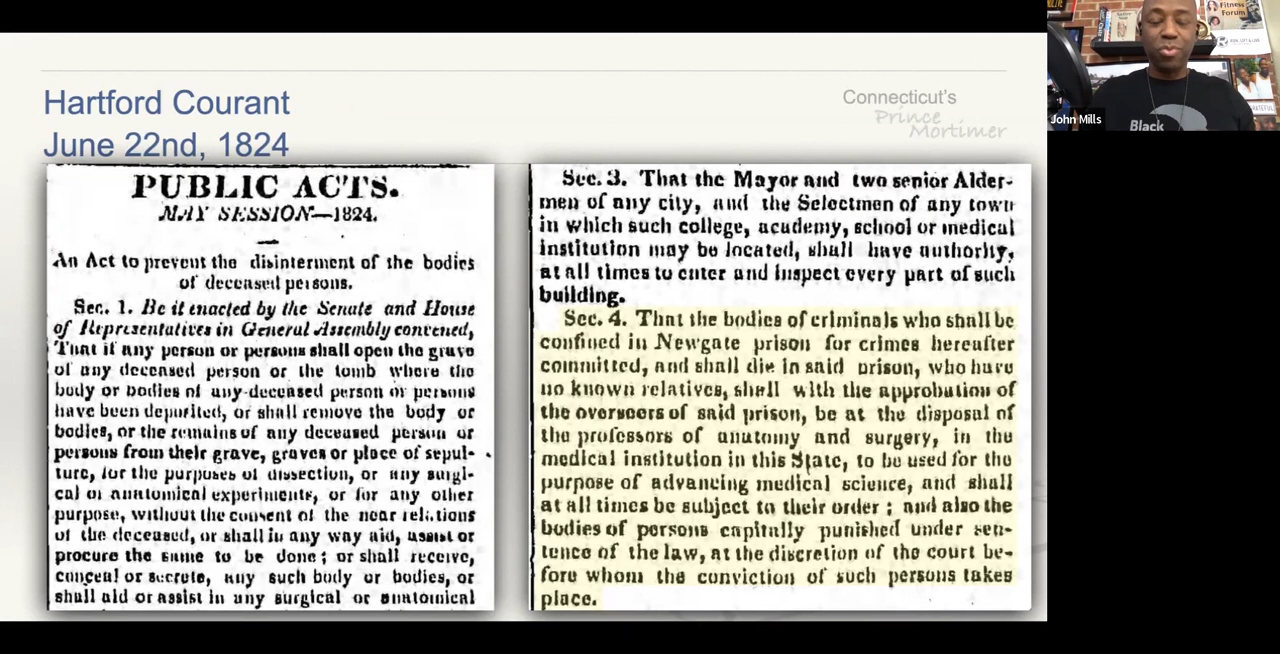 Hartford Courant
June 22nd, 1824
Connecticut's
Prince
Mortimer
PUBLIC ACTS.
MAY SESSION—1824.
An Act to prevent the disinterment of the bodies
of deceased persons.
Sec. 1. Be it enacted by the Senate and House
of Representatives in General Assembly convened,
That if any person or persons shall open the grave
of any deceased person or the tomb where the
body or bodies of any deceased person or persons
have been deposited, or shall remove the body or
bodies, or the remains of any deceased person or
persons from their grave, graves or place of sepul-
ture, for the purposes of dissection, or any surgi-
cal or anatomical experiments, or for any other
purpose, without the consent of the near relations
of the deceased, or shall in any way aid, assist or
procure the same to be done; or shall receive,
conceal or secrete, any such body or bodies, or
shall aid or assist in any surgical or anatomical
Sec. 3. That the Mayor and two senior Alder-
men of any city, and the Selectmen of any town
in which such college, academy, school or medical
institution may be located, shall have authority,
at all times to enter and inspect every part of such
building.
Sec. 4. That the bodies of criminals who shall be
confined in Newgate prison for crimes hereafter
committed, and shall die in said prison, who have
no known relatives, shall with the approbation of
the overseers of said prison, be at the disposal of
the professors of anatomy and surgery, in the
medical institution in this State, to be used for the
purpose of advancing medical science, and shall
at all times be subject to their order; and also the
bodies of persons capitally punished under sen-
tence of the law, at the discretion of the court be-
fore whom the conviction of such persons takes
place.
Fitness
Forum
John Mills
Black